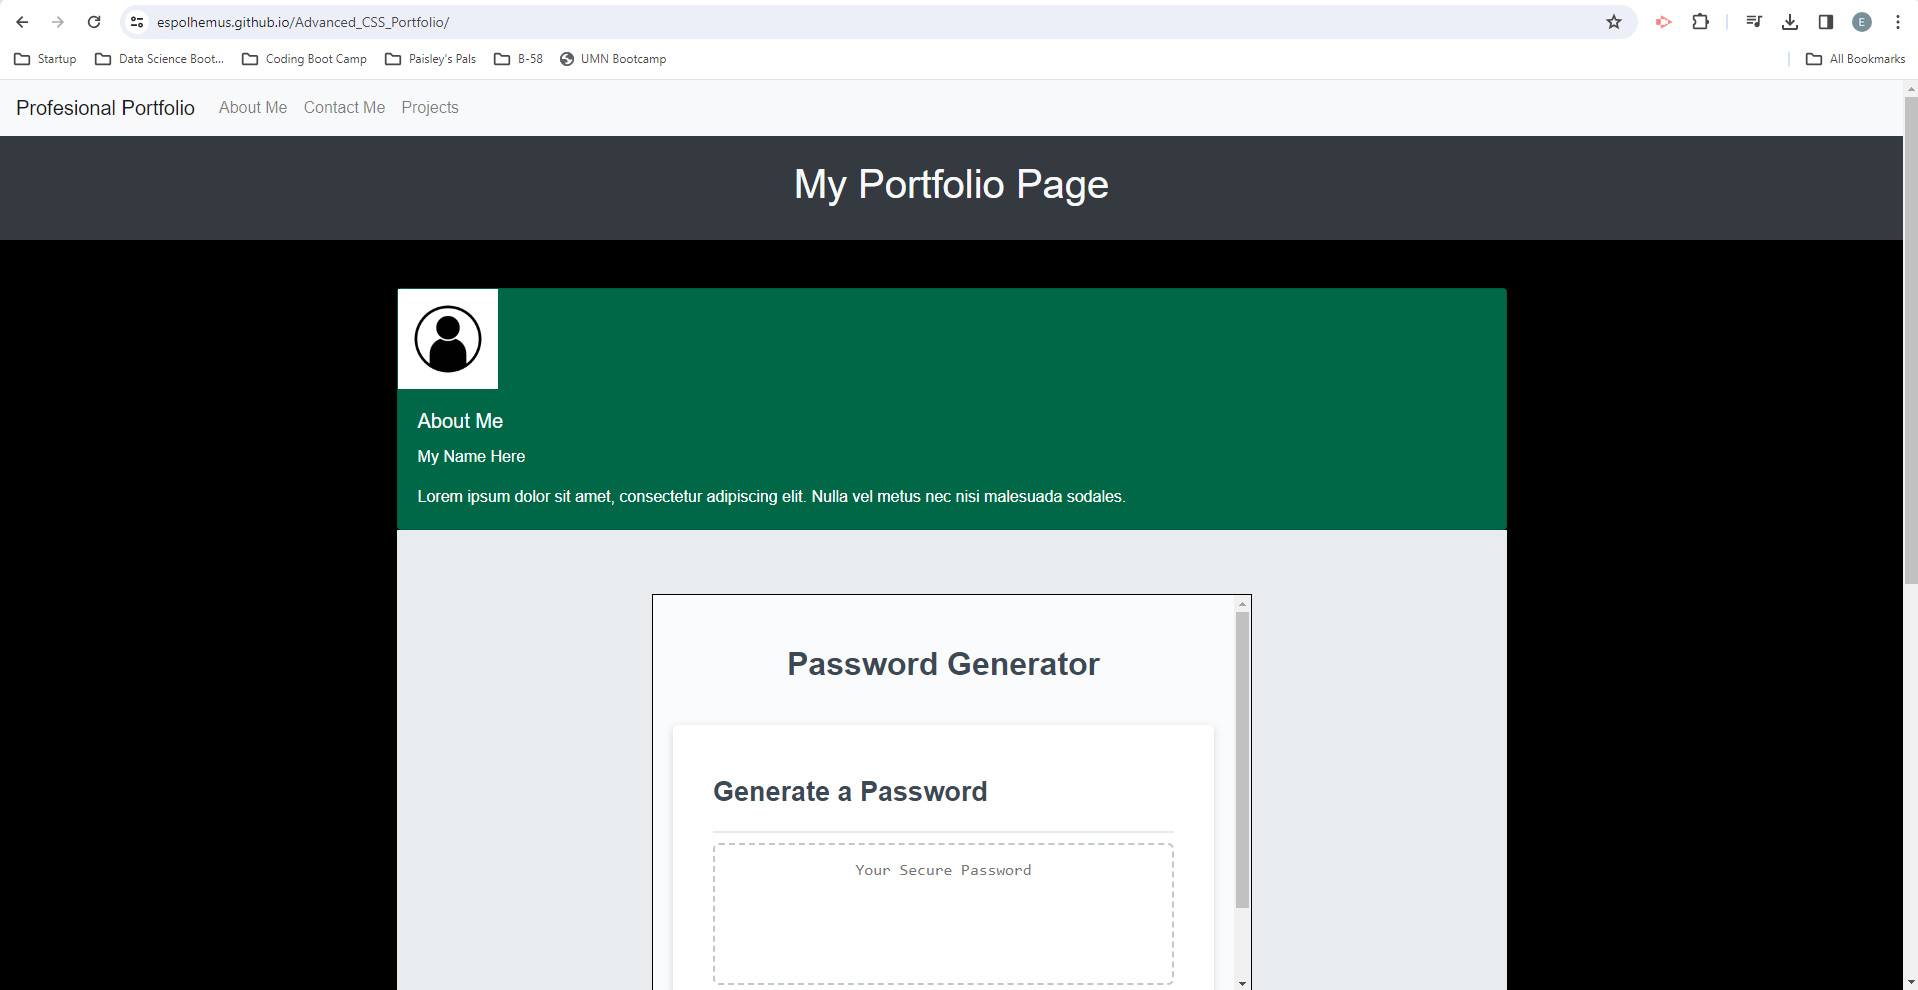 espolhemus.github.io/Advanced_CSS_Portfolio/
E
Startup Data Science Boot... Coding Boot Camp Paisley's Pals B-58 UMN Bootcamp All Bookmarks
Profesional Portfolio About Me Contact Me Projects
My Portfolio Page
About Me
My Name Here
Lorem ipsum dolor sit amet, consectetur adipiscing elit. Nulla vel metus nec nisi malesuada sodales.
Password Generator
Generate a Password
Your Secure Password